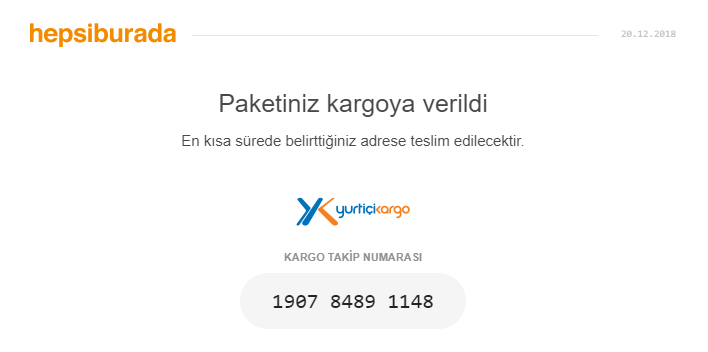 hepsiburada 20.12.2018
Paketiniz kargoya verildi
En kısa sürede belirttiğiniz adrese teslim edilecektir.
yurtiçikargo
KARGO TAKİP NUMARASI
1907 8489 1148